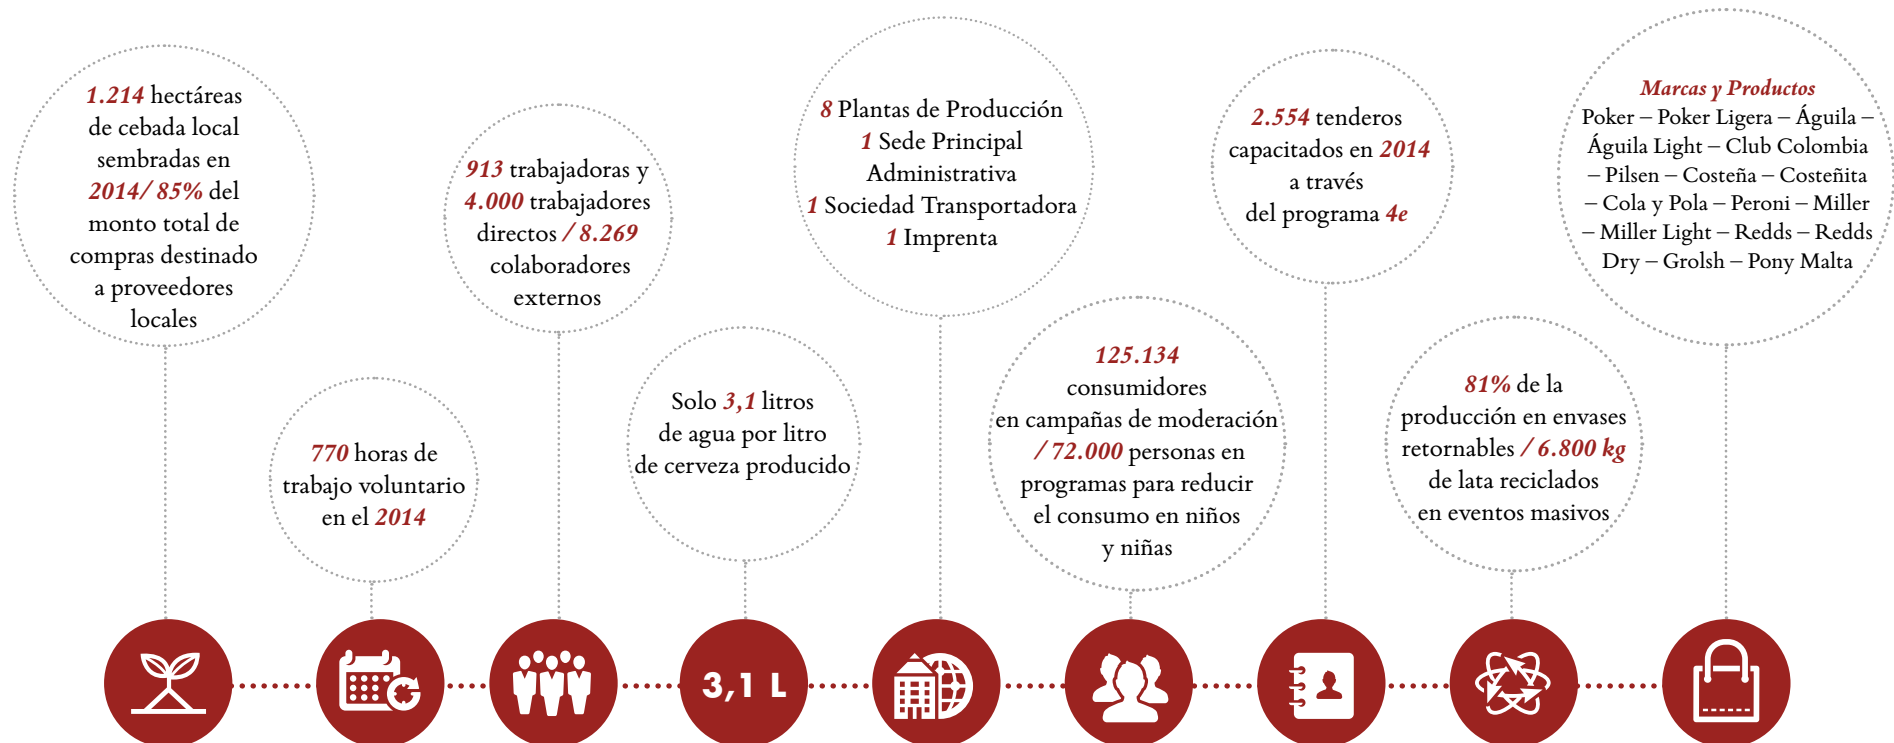 1.214 hectáreas
de cebada local
sembradas en
2014/ 85% del
monto total de
compras destinado
a proveedores
locales
770 horas de
trabajo voluntario
en el 2014
913 trabajadoras y
4.000 trabajadores
directos / 8.269
colaboradores
externos
Solo 3,1 litros
de agua por litro
de cerveza producido
8 Plantas de Producción
1 Sede Principal
Administrativa
1 Sociedad Transportadora
1 Imprenta
125.134
consumidores
en campañas de moderación
/ 72.000 personas en
programas para reducir
el consumo en niños
y niñas
2.554 tenderos
capacitados en 2014
a través
del programa 4e
81% de la
producción en envases
retornables / 6.800 kg
de lata reciclados
en eventos masivos
Marcas y Productos
Poker – Poker Ligera – Águila –
Águila Light – Club Colombia
– Pilsen – Costeña – Costeñita
– Cola y Pola – Peroni – Miller
– Miller Light – Redds – Redds
Dry – Grolsh – Pony Malta
3,1 L